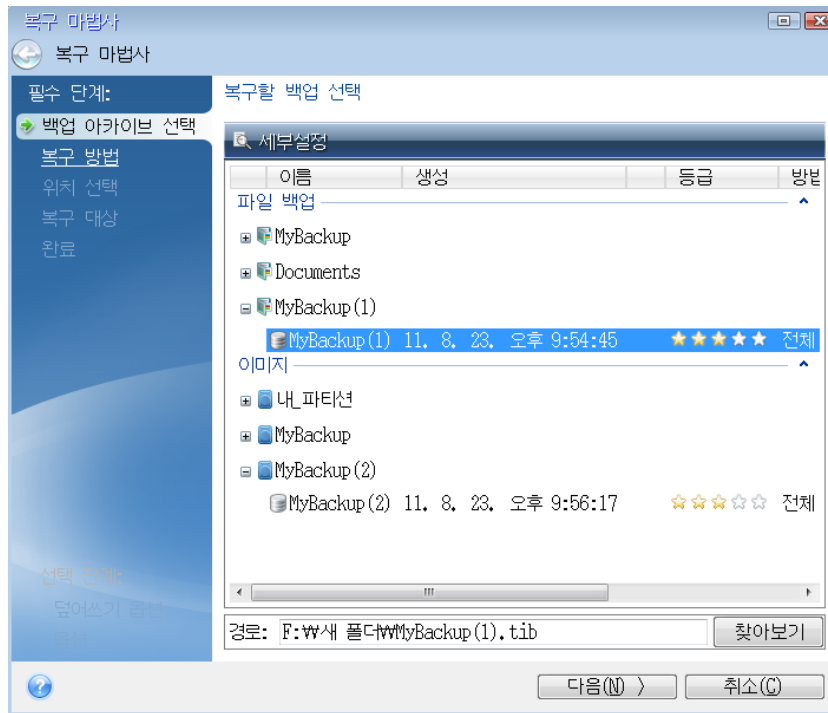 복구 마법사
복구 마법사
필수 단계:
백업 아카이브 선택
복구 방법
위치 선택
복구 대상
완료
선택 단계:
덮어쓰기 옵션
복구할 백업 선택
세부설정
이름 생성 등급 방법
파일 백업
MyBackup
Documents
MyBackup(1)
MyBackup(1) 11. 8. 23. 오후 9:54:45 전체
이미지
내_파티션
MyBackup
MyBackup(2)
MyBackup(2) 11. 8. 23. 오후 9:56:17 전체
경로: F:₩새 폴더₩MyBackup(1).tib 찾아보기
다음(N) > 취소(C)